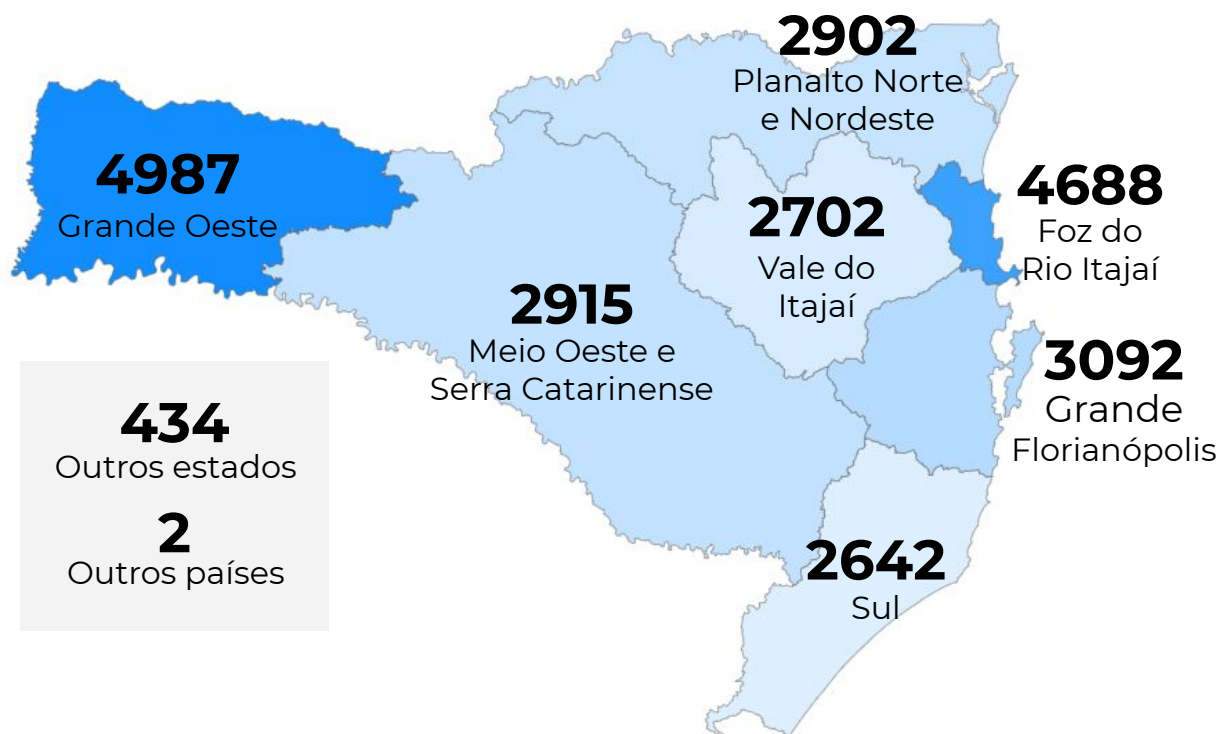 2902
Planalto Norte
e Nordeste
4987
Grande Oeste
4688
Foz do
Rio Itajaí
2702
Vale do
Itajaí
2915
Meio Oeste e
Serra Catarinense
3092
Grande
Florianópolis
434
Outros estados
2
Outros países
2642
Sul